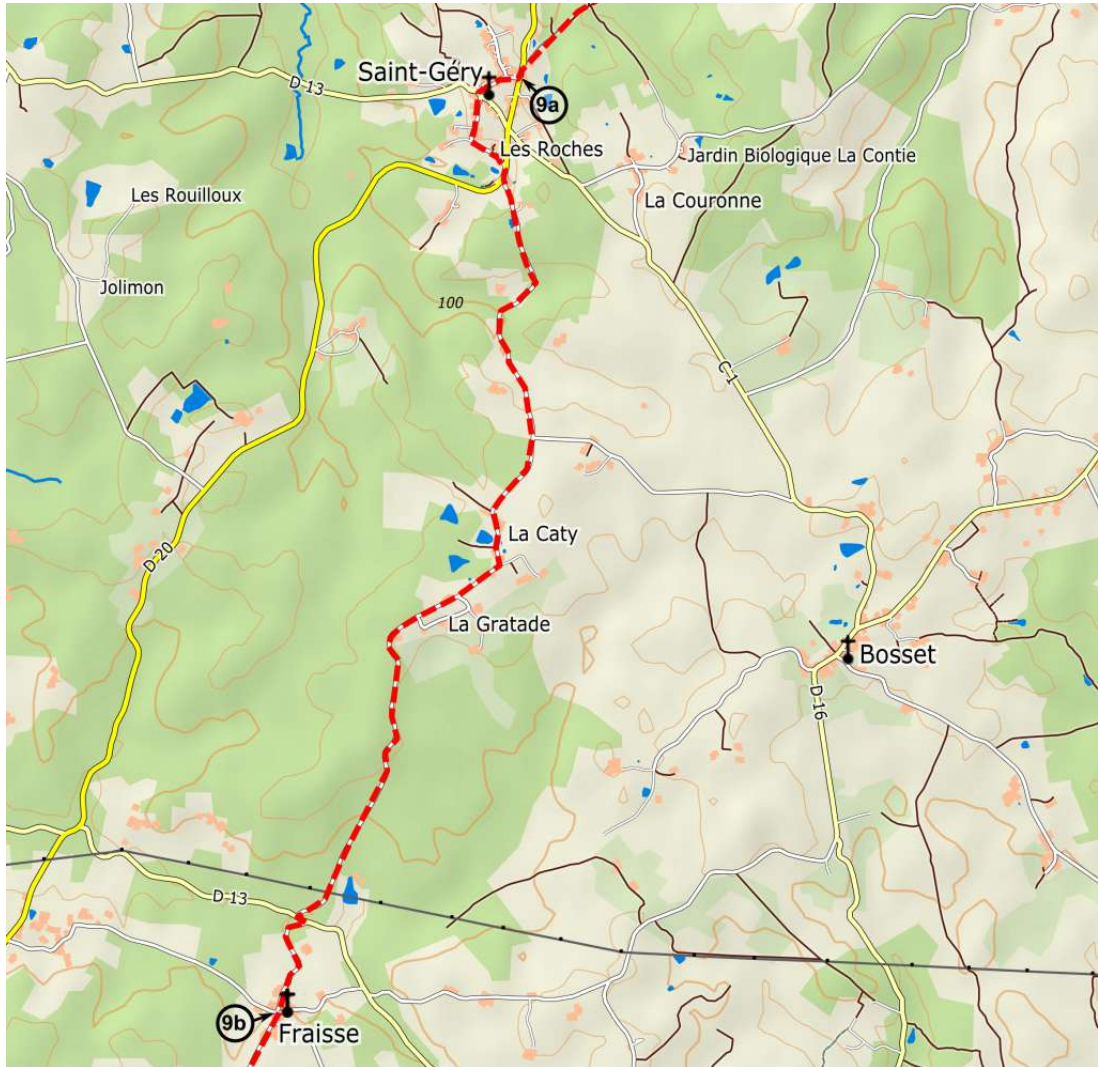 Saint-Géry
D 13
9a
Les Roches
Jardin Biologique La Contie
Les Rouilloux
La Couronne
Jolimon
100
C 1
La Caty
D 20
La Gratade
Bosset
D 16
D 13
9b
Fraisse